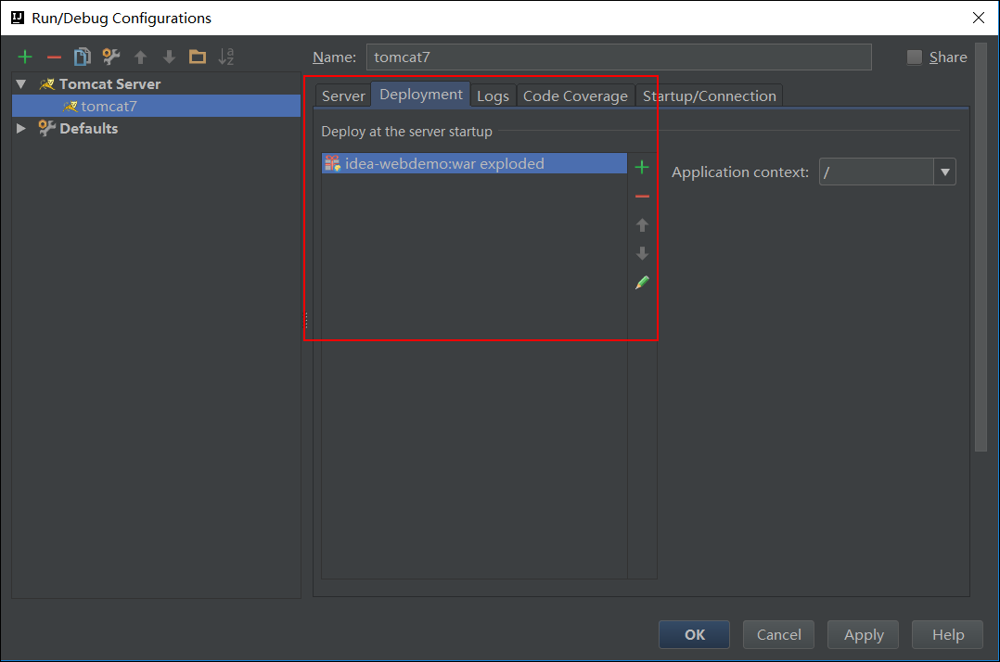 Run/Debug Configurations
Name: tomcat7 Share
Tomcat Server
tomcat7
Defaults
Server Deployment Logs Code Coverage Startup/Connection
Deploy at the server startup
idea-webdemo:war exploded
Application context: /
OK Cancel Apply Help